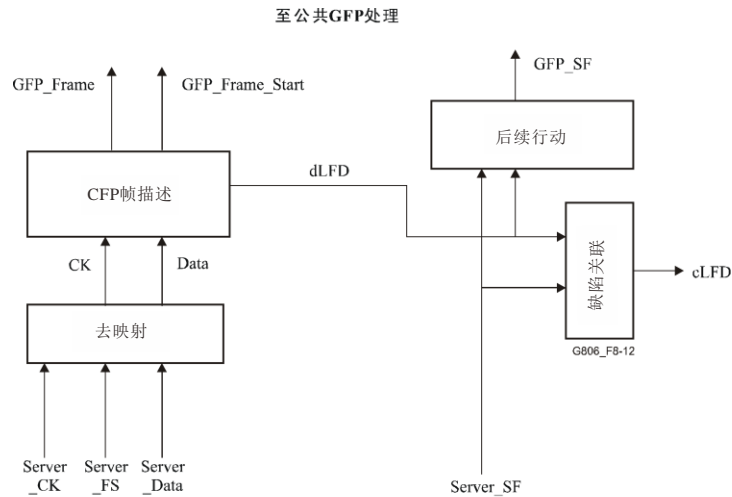 至公共GFP处理
GFP_Frame
GFP_Frame_Start
GFP_SF
后续行动
CFP帧描述
dLFD
缺陷关联
cLFD
CK
Data
去映射
G806_F8-12
Server
_CK
Server
_FS
Server
_Data
Server_SF